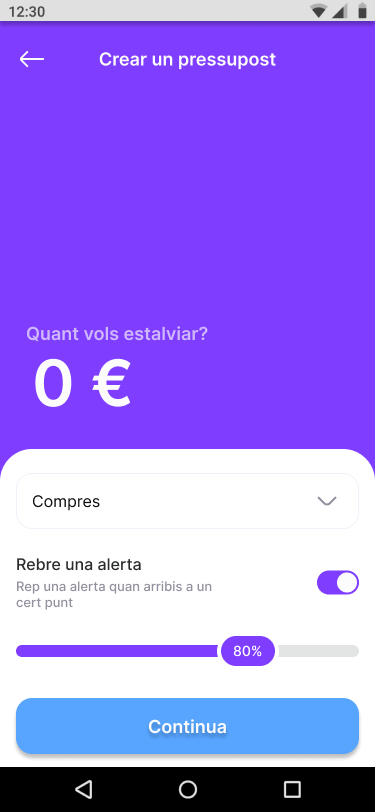 12:30
Crear un pressupost
Quant vols estalviar?
0 €
Compres
Rebre una alerta
Rep una alerta quan arribis a un
cert punt
80%
Continua